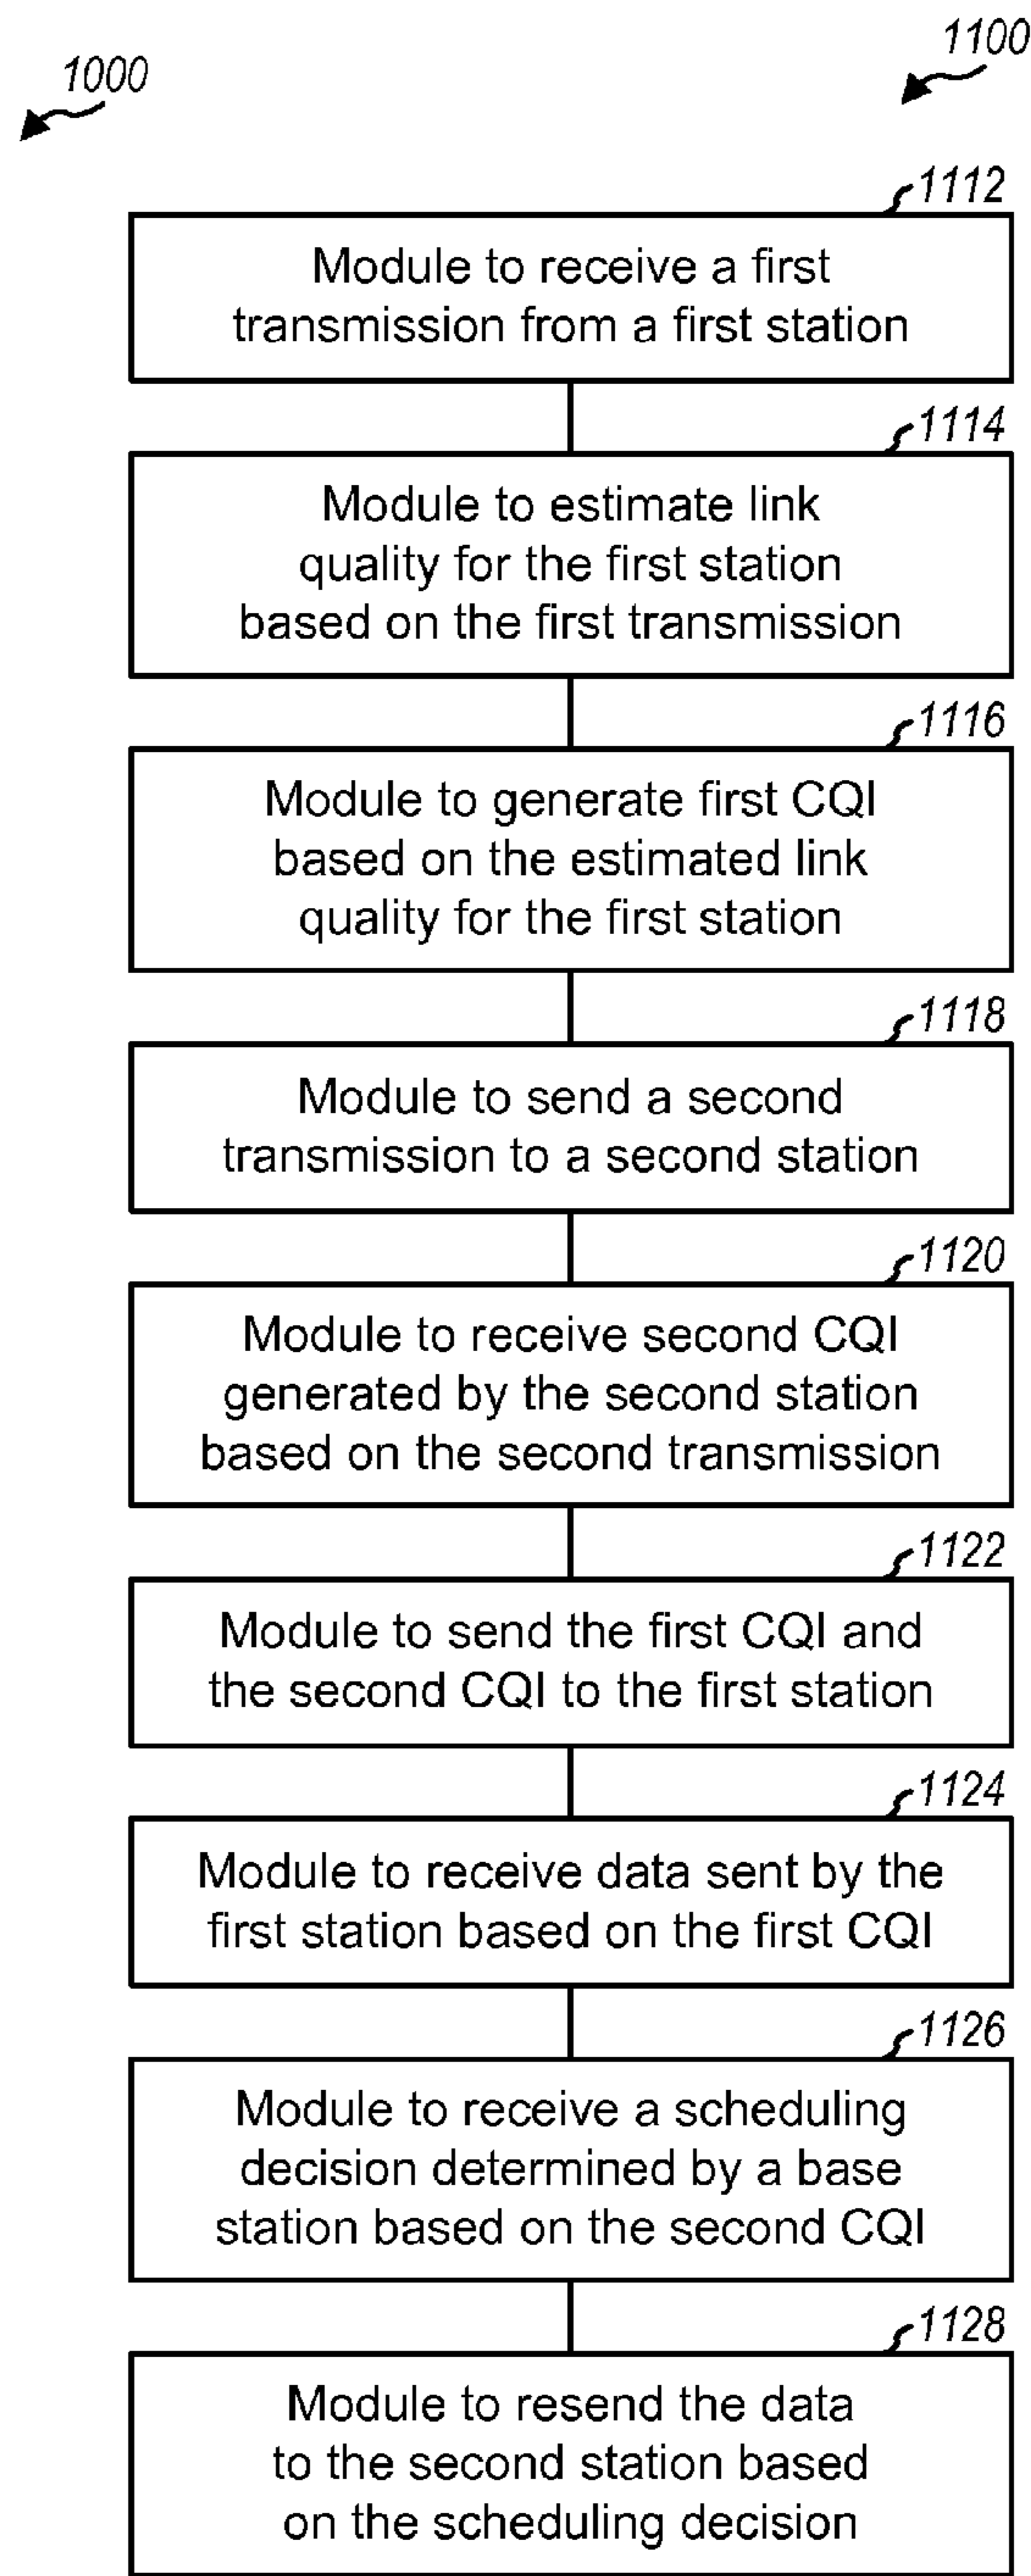 1100
1000
1112
Module to receive a first
transmission from a first station
1114
Module to estimate link
quality for the first station
based on the first transmission
1116
Module to generate first CQI
based on the estimated link
quality for the first station
1118
Module to send a second
transmission to a second station
1120
Module to receive second CQI
generated by the second station
based on the second transmission
1122
Module to send the first CQI and
the second CQI to the first station
1124
Module to receive data sent by the
first station based on the first CQI
1126
Module to receive a scheduling
decision determined by a base
station based on the second CQI
1128
Module to resend the data
to the second station based
on the scheduling decision